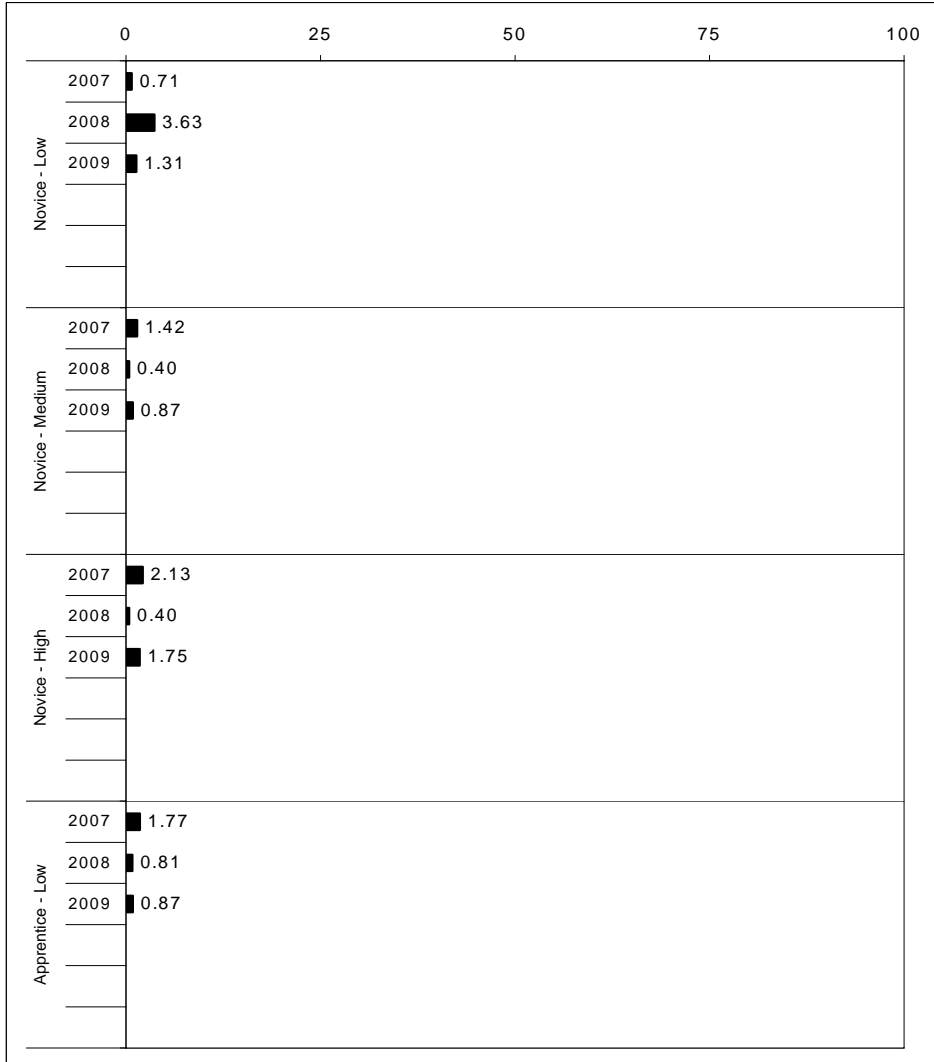 0 25 50 75 100
Novice - Low
2007 0.71
2008 3.63
2009 1.31
Novice - Medium
2007 1.42
2008 0.40
2009 0.87
Novice - High
2007 2.13
2008 0.40
2009 1.75
Apprentice - Low
2007 1.77
2008 0.81
2009 0.87